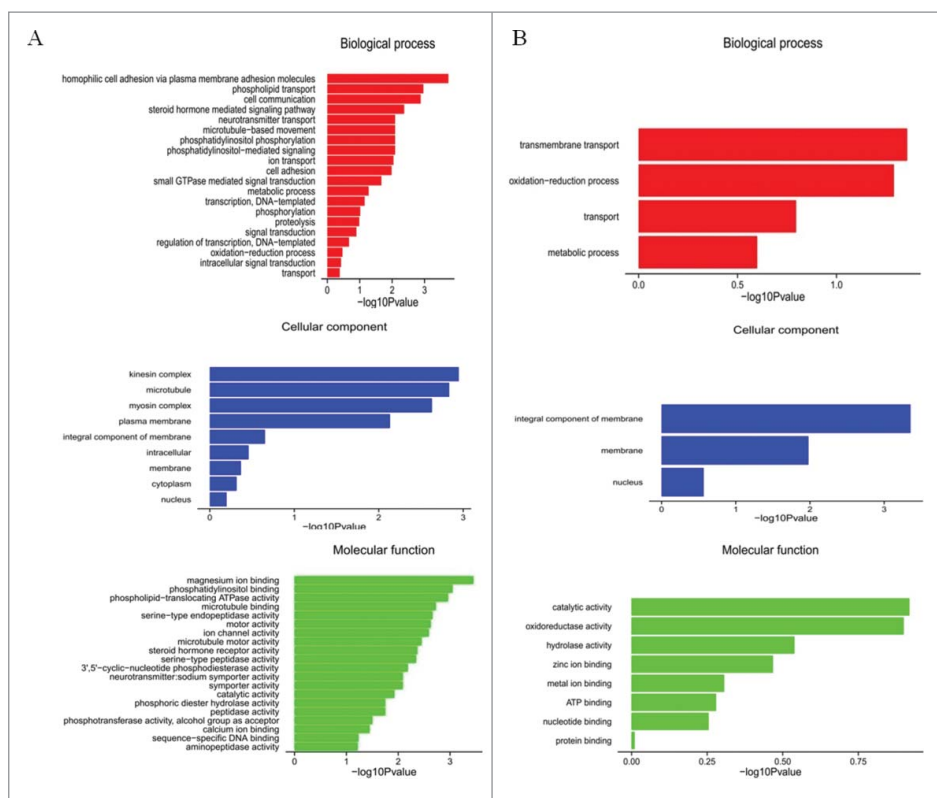 A
Biological process
homophilic cell adhesion via plasma membrane adhesion molecules
phospholipid transport
cell communication
steroid hormone mediated signaling pathway
neurotransmitter transport
microtubule-based movement
phosphatidylinositol phosphorylation
phosphatidylinositol-mediated signaling
ion transport
cell adhesion
small GTPase mediated signal transduction
metabolic process
transcription, DNA-templated
phosphorylation
proteolysis
signal transduction
regulation of transcription, DNA-templated
oxidation-reduction process
intracellular signal transduction
transport
0 1 2 3
-log10Pvalue
Cellular component
kinesin complex
microtubule
myosin complex
plasma membrane
integral component of membrane
intracellular
membrane
cytoplasm
nucleus
0 1 2 3
-log10Pvalue
Molecular function
magnesium ion binding
phosphatidylinositol binding
phospholipid-translocating ATPase activity
microtubule binding
serine-type endopeptidase activity
motor activity
ion channel activity
microtubule motor activity
steroid hormone receptor activity
serine-type peptidase activity
3',5'-cyclic-nucleotide phosphodiesterase activity
neurotransmitter:sodium symporter activity
symporter activity
catalytic activity
phosphoric diester hydrolase activity
peptidase activity
phosphotransferase activity, alcohol group as acceptor
calcium ion binding
sequence-specific DNA binding
aminopeptidase activity
0 1 2 3
-log10Pvalue
B
Biological process
transmembrane transport
oxidation-reduction process
transport
metabolic process
0.0 0.5 1.0
-log10Pvalue
Cellular component
integral component of membrane
membrane
nucleus
0 1 2 3
-log10Pvalue
Molecular function
catalytic activity
oxidoreductase activity
hydrolase activity
zinc ion binding
metal ion binding
ATP binding
nucleotide binding
protein binding
0.00 0.25 0.50 0.75
-log10Pvalue